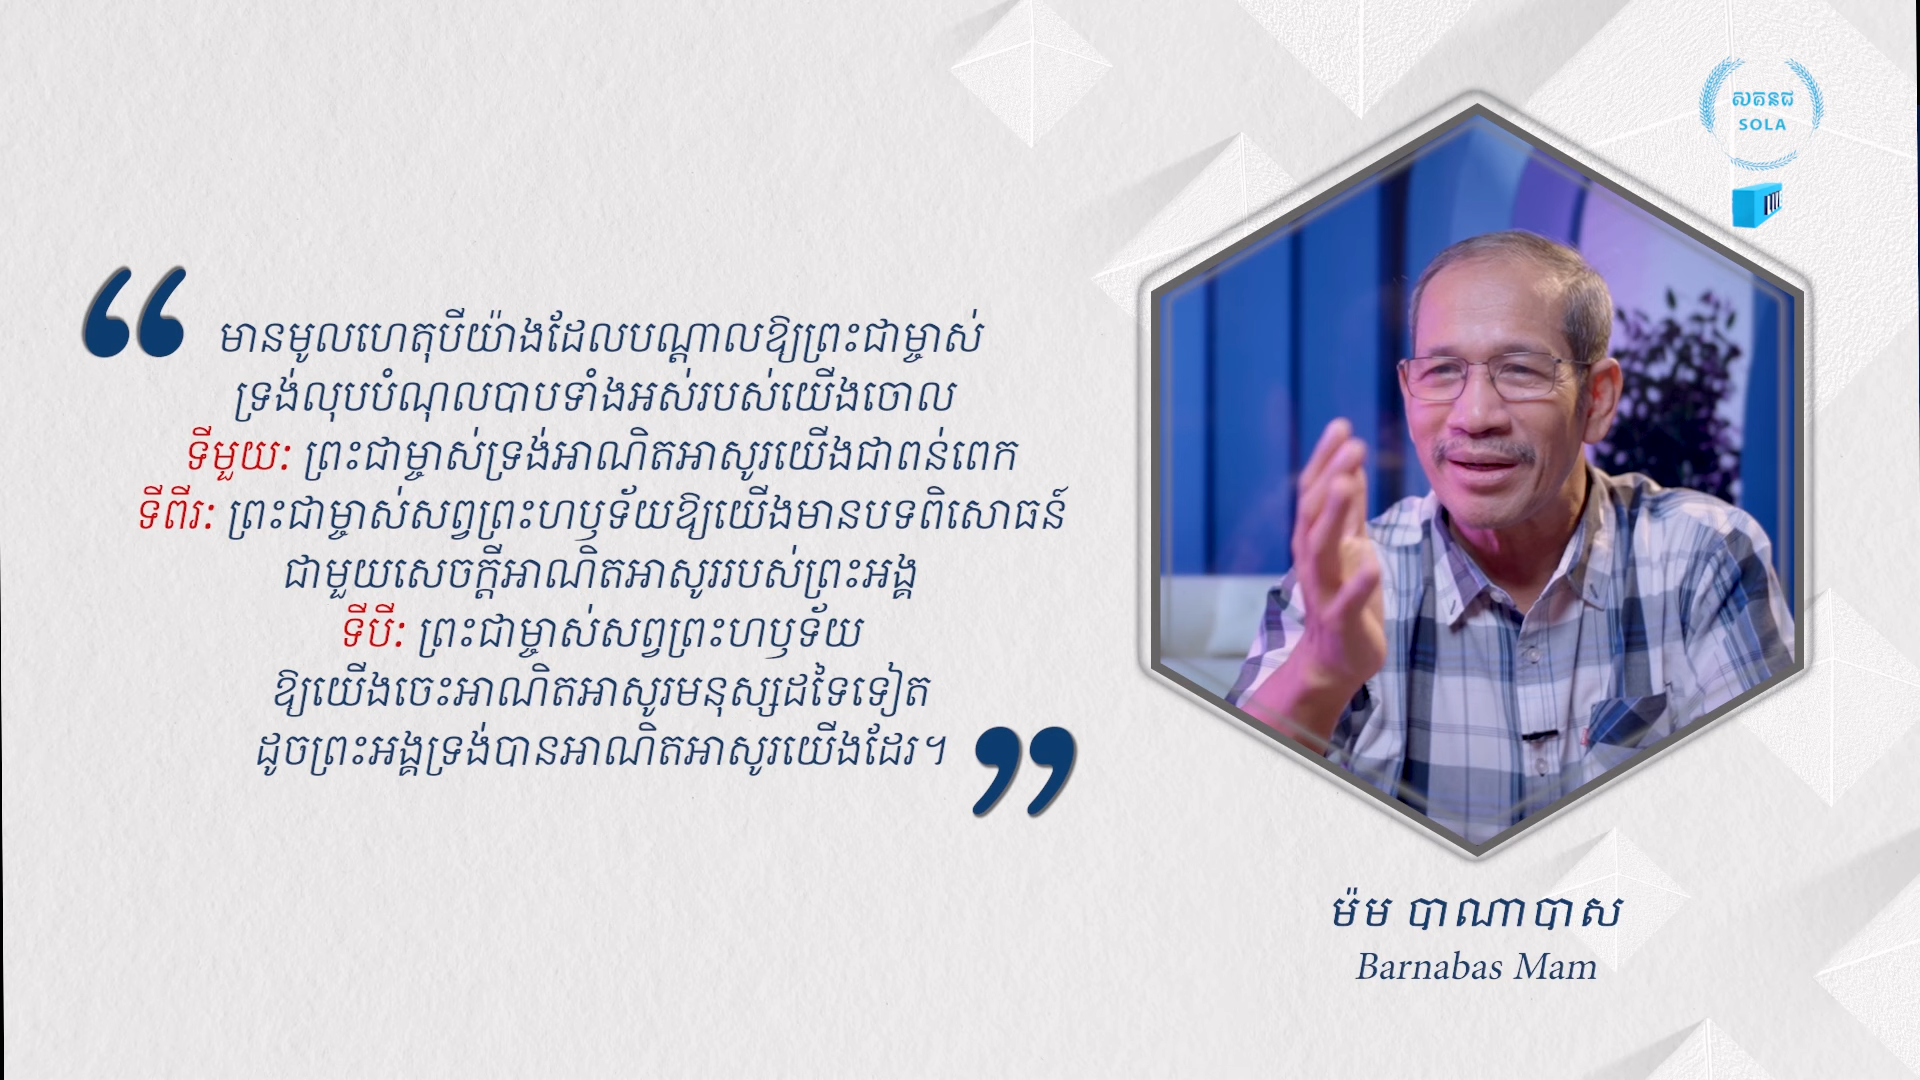 សគនជ
SOLA
មានមូលហេតុបីយ៉ាងដែលបណ្ដាលឱ្យព្រះជាម្ចាស់
ទ្រង់លុបបំណុលបាបទាំងអស់របស់យើងចោល
ទីមួយ: ព្រះជាម្ចាស់ទ្រង់អាណិតអាសូរយើងជាពន់ពេក
ទីពីរ: ព្រះជាម្ចាស់សព្វព្រះហឫទ័យឱ្យយើងមានបទពិសោធន៍
ជាមួយសេចក្ដីអាណិតអាសូររបស់ព្រះអង្គ
ទីបី: ព្រះជាម្ចាស់សព្វព្រះហឫទ័យ
ឱ្យយើងចេះអាណិតអាសូរមនុស្សដទៃទៀត
ដូចព្រះអង្គទ្រង់បានអាណិតអាសូរយើងដែរ។
ម៉ម បាណាបាស
Barnabas Mam